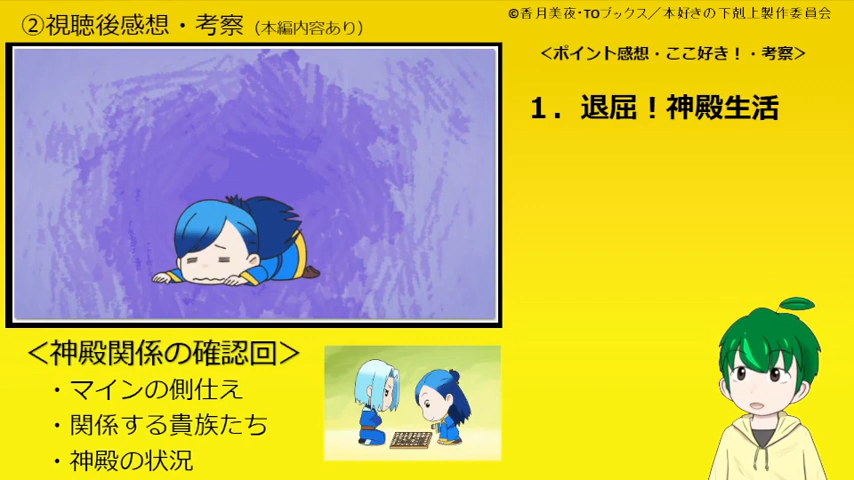 ②視聴後感想・考察（本編内容あり）
©香月美夜・TOブックス／本好きの下剋上製作委員会
＜ポイント感想・ここ好き！・考察＞
１．退屈！神殿生活
＜神殿関係の確認回＞
・マインの側仕え
・関係する貴族たち
・神殿の状況